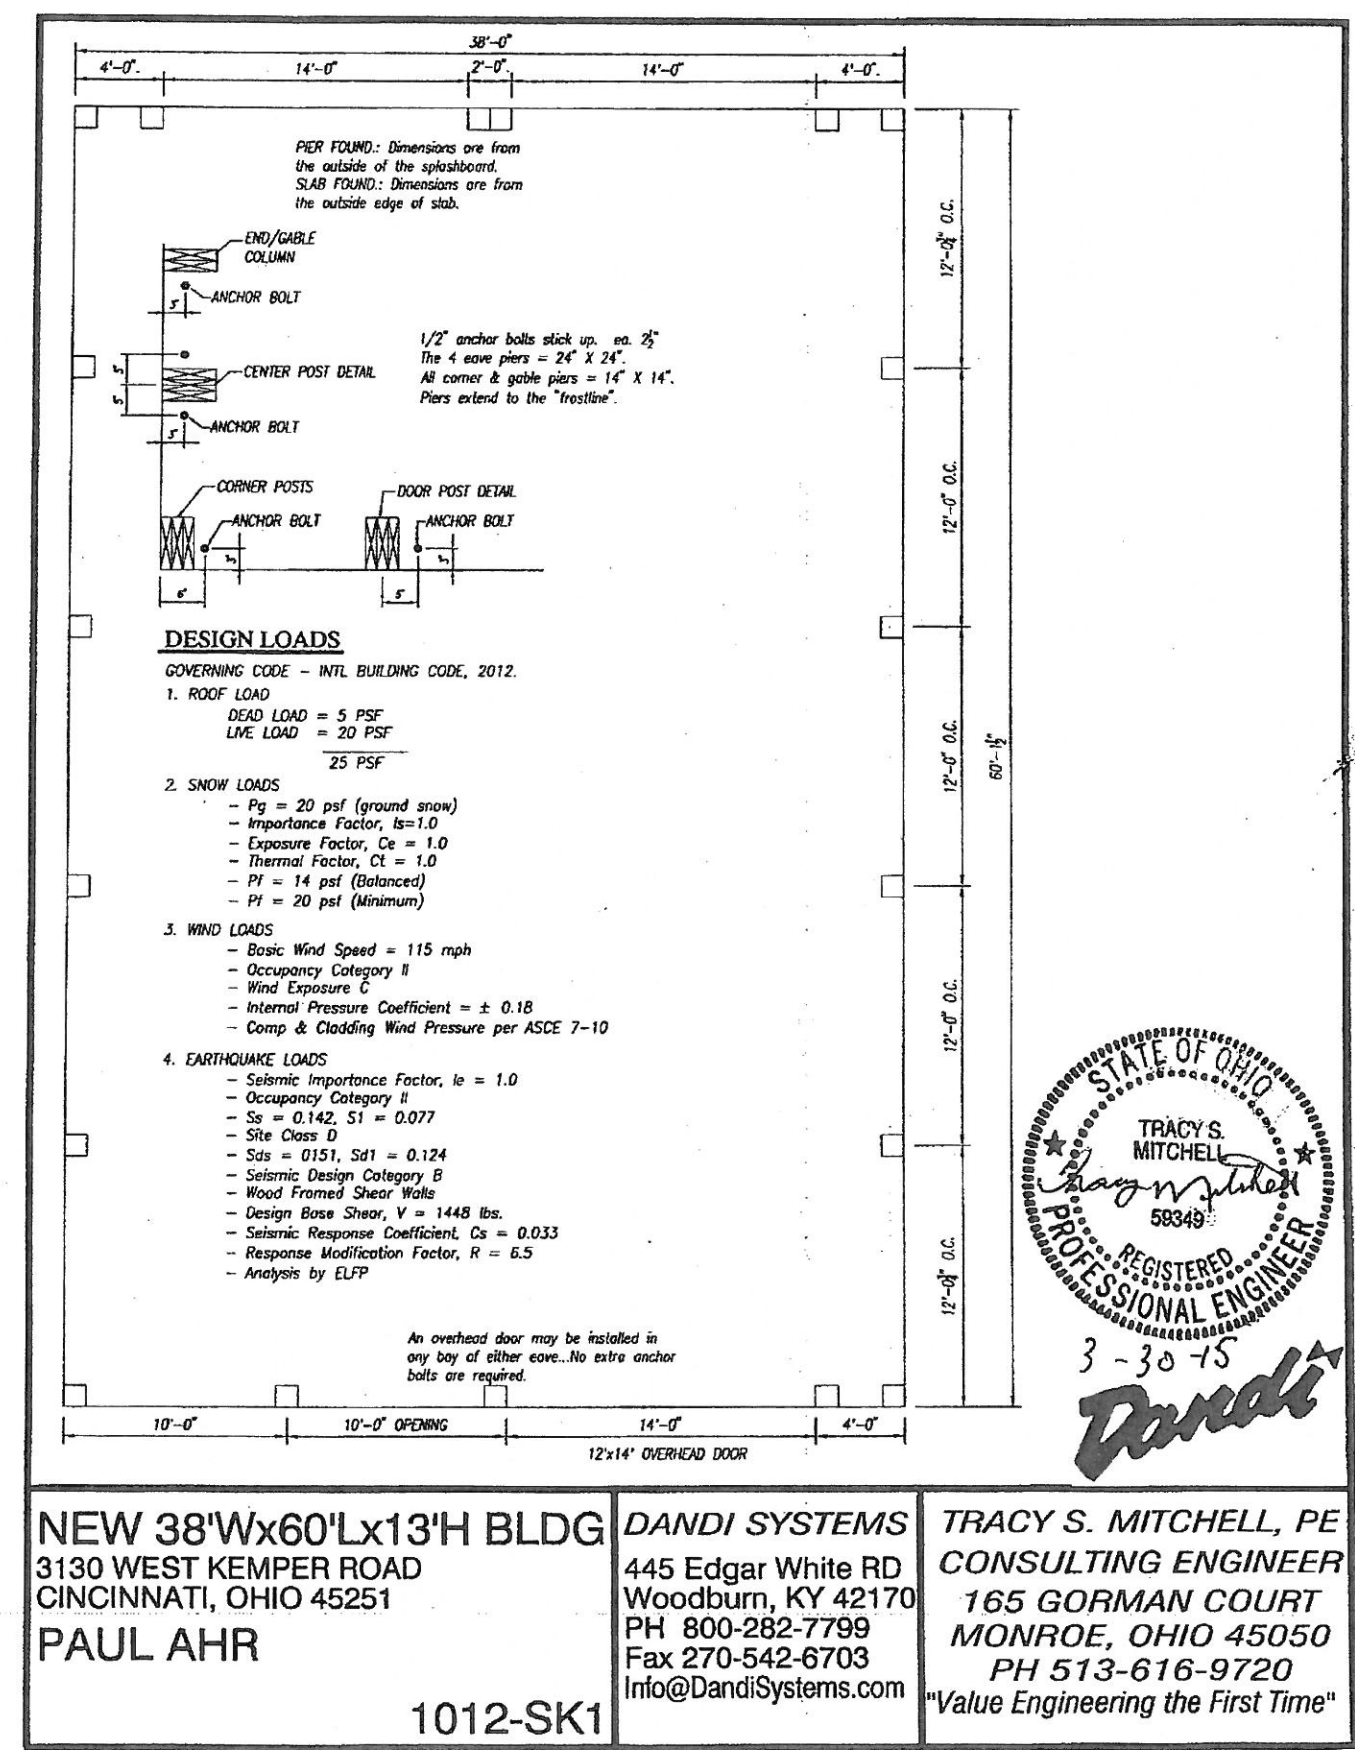 38'-0"
4'-0". 14'-0" 2'-0". 14'-0" 4'-0".
PIER FOUND.: Dimensions are from
the outside of the splashboard.
SLAB FOUND.: Dimensions are from
the outside edge of slab.
12'-0¾" O.C.
END/GABLE
COLUMN
ANCHOR BOLT
5"
1/2" anchor bolts stick up. ea. 2½"
The 4 eave piers = 24" X 24".
All corner & gable piers = 14" X 14".
Piers extend to the "frostline".
CENTER POST DETAIL
5"
5"
ANCHOR BOLT
5"
12'-0" O.C.
CORNER POSTS
DOOR POST DETAIL
ANCHOR BOLT
ANCHOR BOLT
6"
5"
DESIGN LOADS
GOVERNING CODE - INTL BUILDING CODE, 2012.
1. ROOF LOAD
DEAD LOAD = 5 PSF
LIVE LOAD = 20 PSF
25 PSF
12'-0" O.C.
60'-1½"
2. SNOW LOADS
- Pg = 20 psf (ground snow)
- Importance Factor, Is=1.0
- Exposure Factor, Ce = 1.0
- Thermal Factor, Ct = 1.0
- Pf = 14 psf (Balanced)
- Pf = 20 psf (Minimum)
3. WIND LOADS
- Basic Wind Speed = 115 mph
- Occupancy Category II
- Wind Exposure C
- Internal Pressure Coefficient = ± 0.18
- Comp & Cladding Wind Pressure per ASCE 7-10
12'-0" O.C.
4. EARTHQUAKE LOADS
- Seismic Importance Factor, Ie = 1.0
- Occupancy Category II
- Ss = 0.142, S1 = 0.077
- Site Class D
- Sds = 0151, Sd1 = 0.124
- Seismic Design Category B
- Wood Framed Shear Walls
- Design Base Shear, V = 1448 lbs.
- Seismic Response Coefficient, Cs = 0.033
- Response Modification Factor, R = 6.5
- Analysis by ELFP
12'-0¾" O.C.
STATE OF OHIO
TRACY S.
MITCHELL
Tracy Mitchell
59349
REGISTERED
PROFESSIONAL ENGINEER
3-30-15
Dandi
An overhead door may be installed in
any bay of either eave...No extra anchor
bolts are required.
10'-0" 10'-0" OPENING 14'-0" 4'-0"
12'x14' OVERHEAD DOOR
NEW 38'Wx60'Lx13'H BLDG
3130 WEST KEMPER ROAD
CINCINNATI, OHIO 45251
PAUL AHR
1012-SK1
DANDI SYSTEMS
445 Edgar White RD
Woodburn, KY 42170
PH 800-282-7799
Fax 270-542-6703
Info@DandiSystems.com
TRACY S. MITCHELL, PE
CONSULTING ENGINEER
165 GORMAN COURT
MONROE, OHIO 45050
PH 513-616-9720
"Value Engineering the First Time"